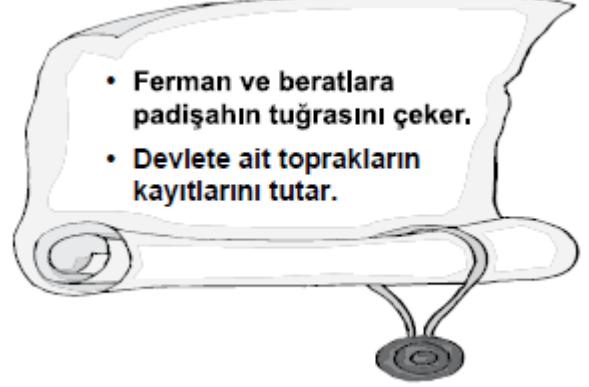 • Ferman ve beratlara
padişahın tuğrasını çeker.
• Devlete ait toprakların
kayıtlarını tutar.